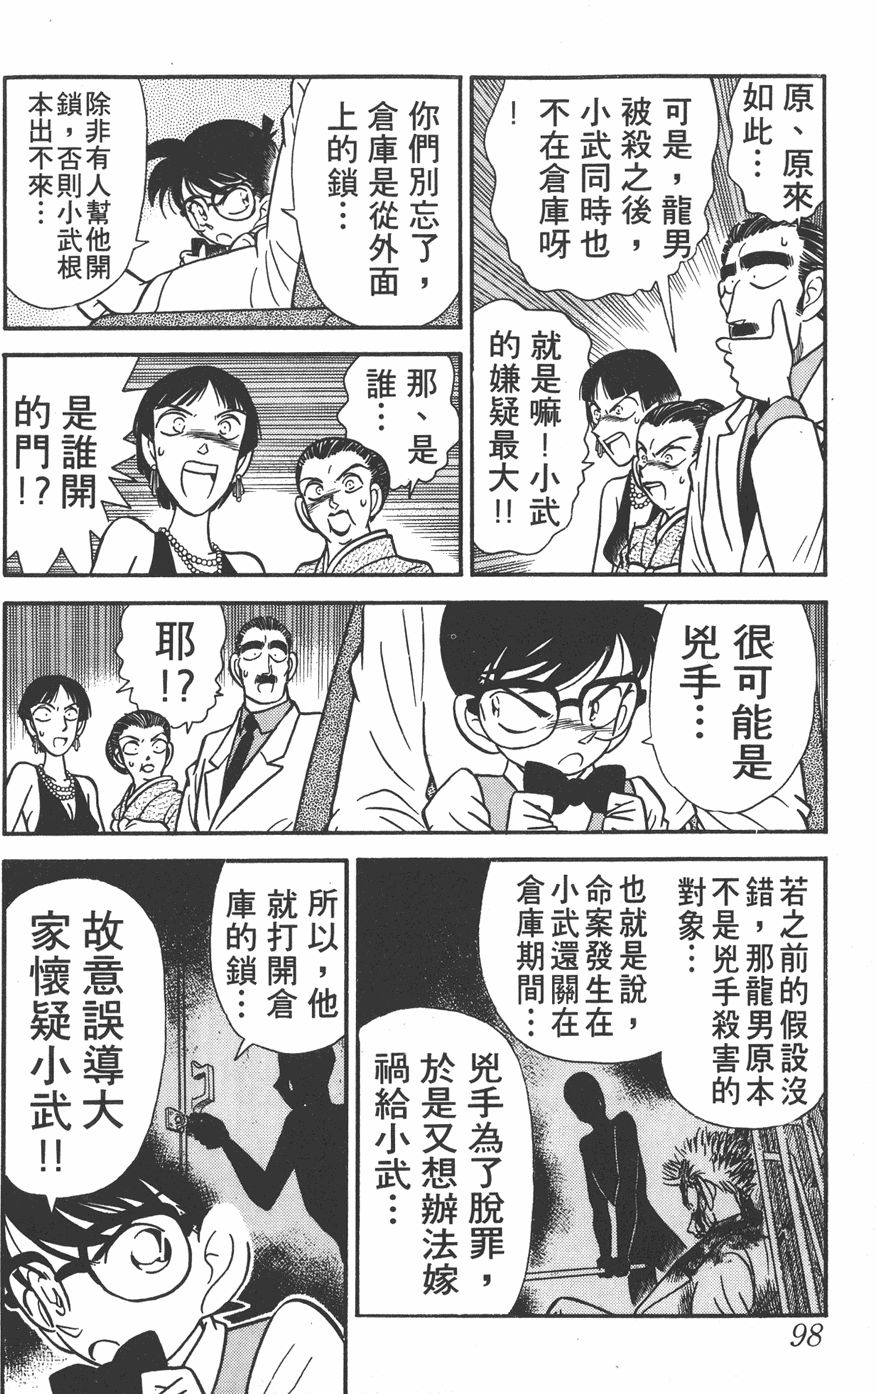 原、原來
如此…
可是，龍男
被殺之後，
小武同時也
不在倉庫呀
！
就是嘛！小武
的嫌疑最大!!
你們別忘了，
倉庫是從外面
上的鎖…
除非有人幫他開
鎖，否則小武根
本出不來…
那、是
誰…
是誰開
的門!?
很可能是
兇手…
耶
!?
若之前的假設沒
錯，那龍男原本
不是兇手殺害的
對象…
也就是說，
命案發生在
小武還關在
倉庫期間…
兇手為了脫罪，
於是又想辦法嫁
禍給小武…
所以，他
就打開倉
庫的鎖…
故意誤導大
家懷疑小武!!
98